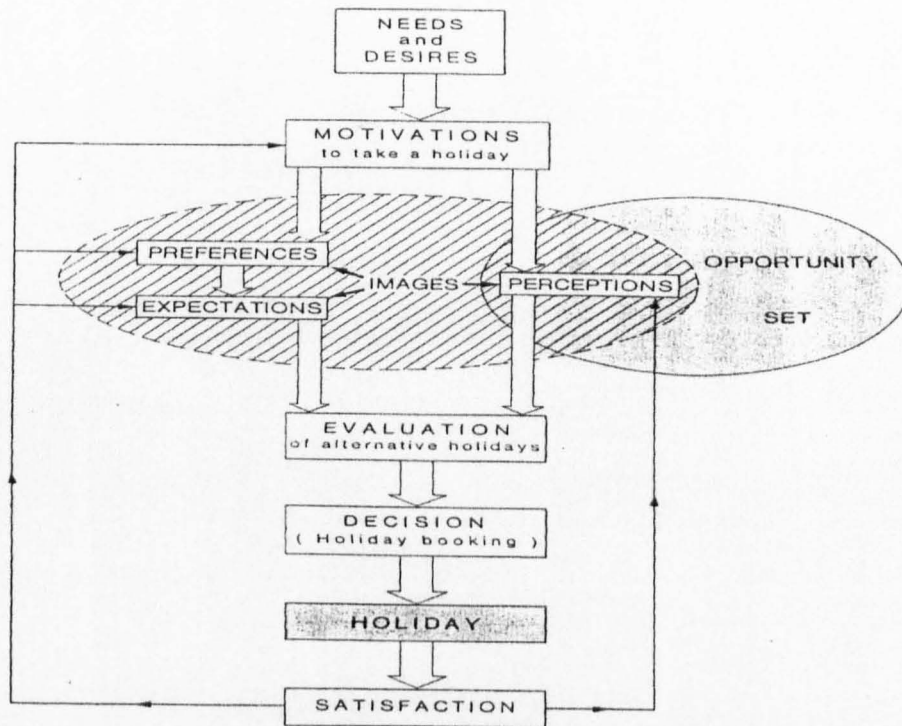 NEEDS
and
DESIRES
MOTIVATIONS
to take a holiday
PREFERENCES
OPPORTUNITY
IMAGES
PERCEPTIONS
EXPECTATIONS
SET
EVALUATION
of alternative holidays
DECISION
( Holiday booking )
HOLIDAY
SATISFACTION